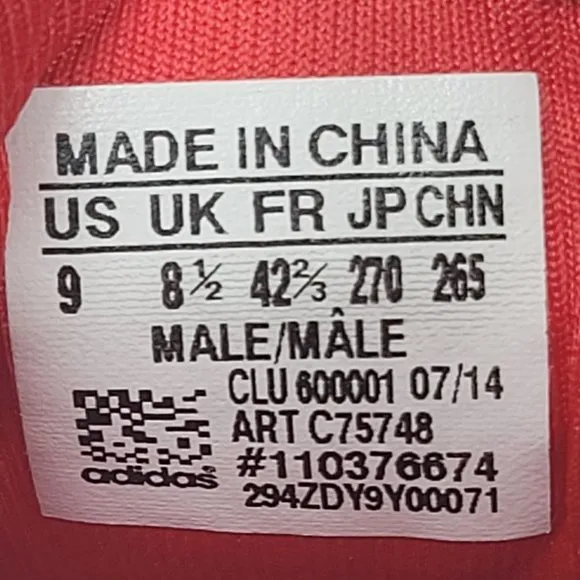 MADE IN CHINA
US UK FR JP CHN
9 8½ 42⅔ 270 265
MALE/MÂLE
CLU 600001 07/14
ART C75748
#110376674
adidas®
294ZDY9Y00071